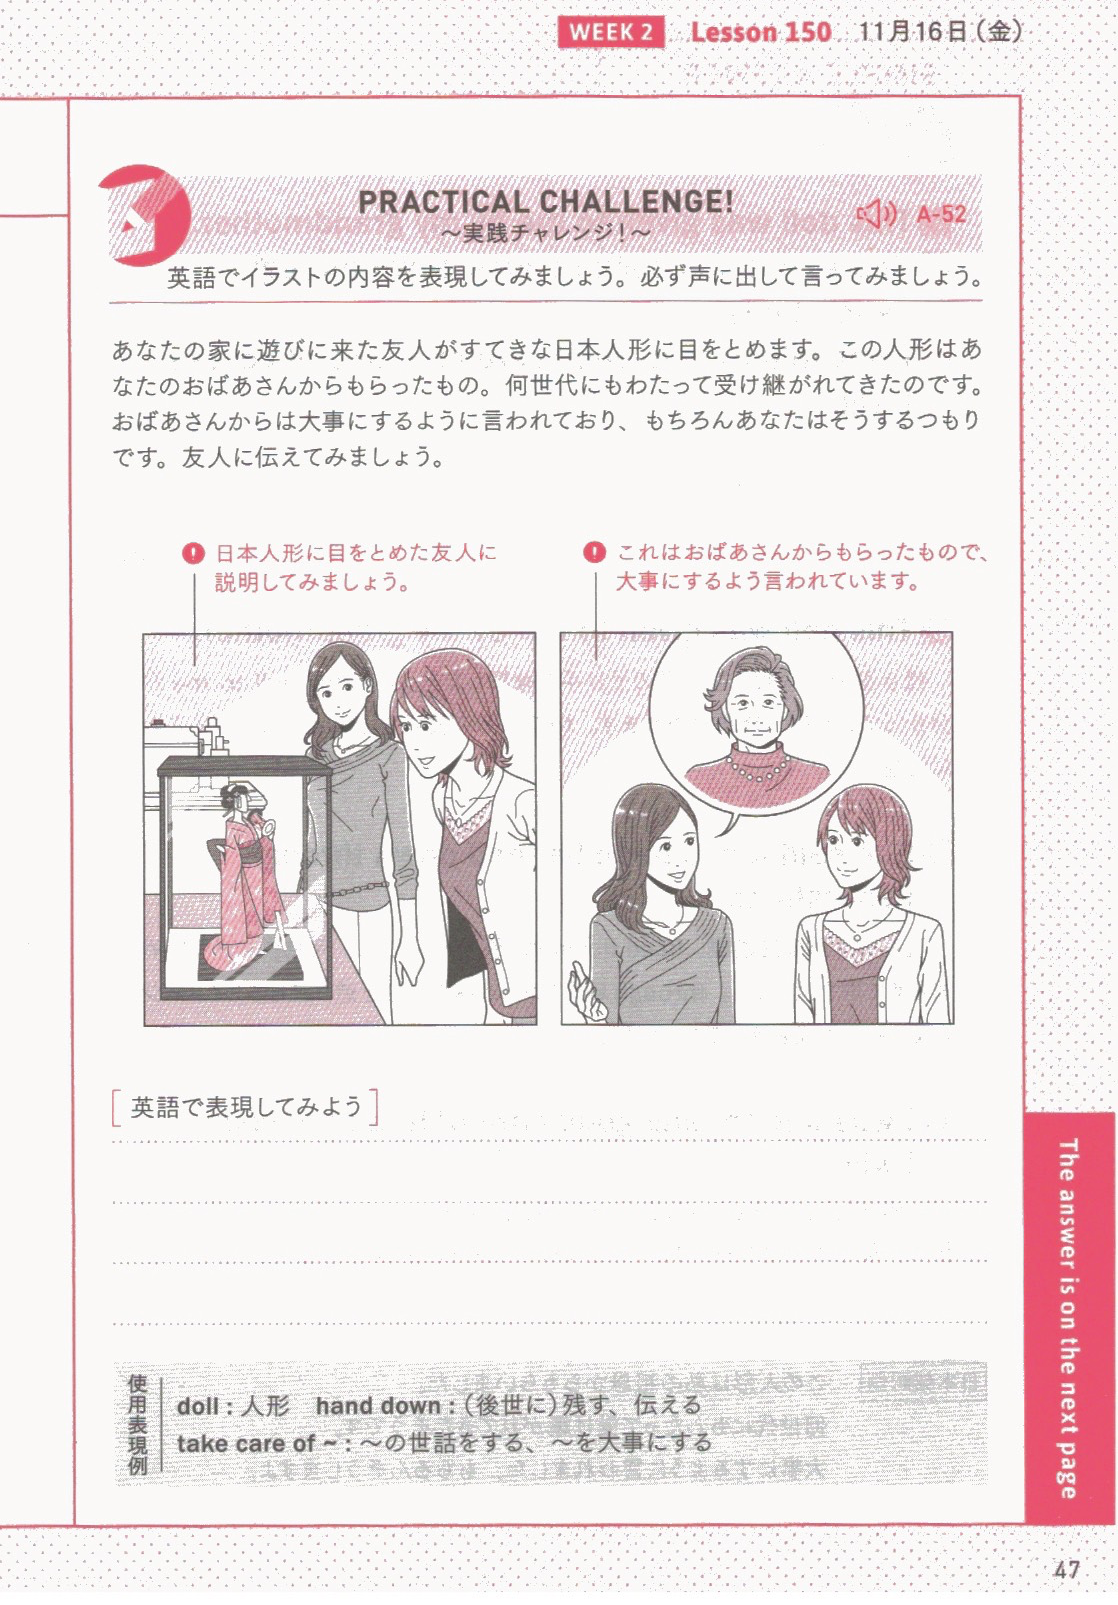 WEEK 2 Lesson 150 11月16日(金)
PRACTICAL CHALLENGE!
A-52
~実践チャレンジ!~
英語でイラストの内容を表現してみましょう。必ず声に出して言ってみましょう。
あなたの家に遊びに来た友人がすてきな日本人形に目をとめます。この人形はあ
なたのおばあさんからもらったもの。何世代にもわたって受け継がれてきたのです。
おばあさんからは大事にするように言われており、もちろんあなたはそうするつもり
です。友人に伝えてみましょう。
! 日本人形に目をとめた友人に
説明してみましょう。
! これはおばあさんからもらったもので、
大事にするよう言われています。
[英語で表現してみよう]
使用表現例
doll : 人形 hand down : (後世に)残す、伝える
take care of ~ : ~の世話をする、~を大事にする
The answer is on the next page
47